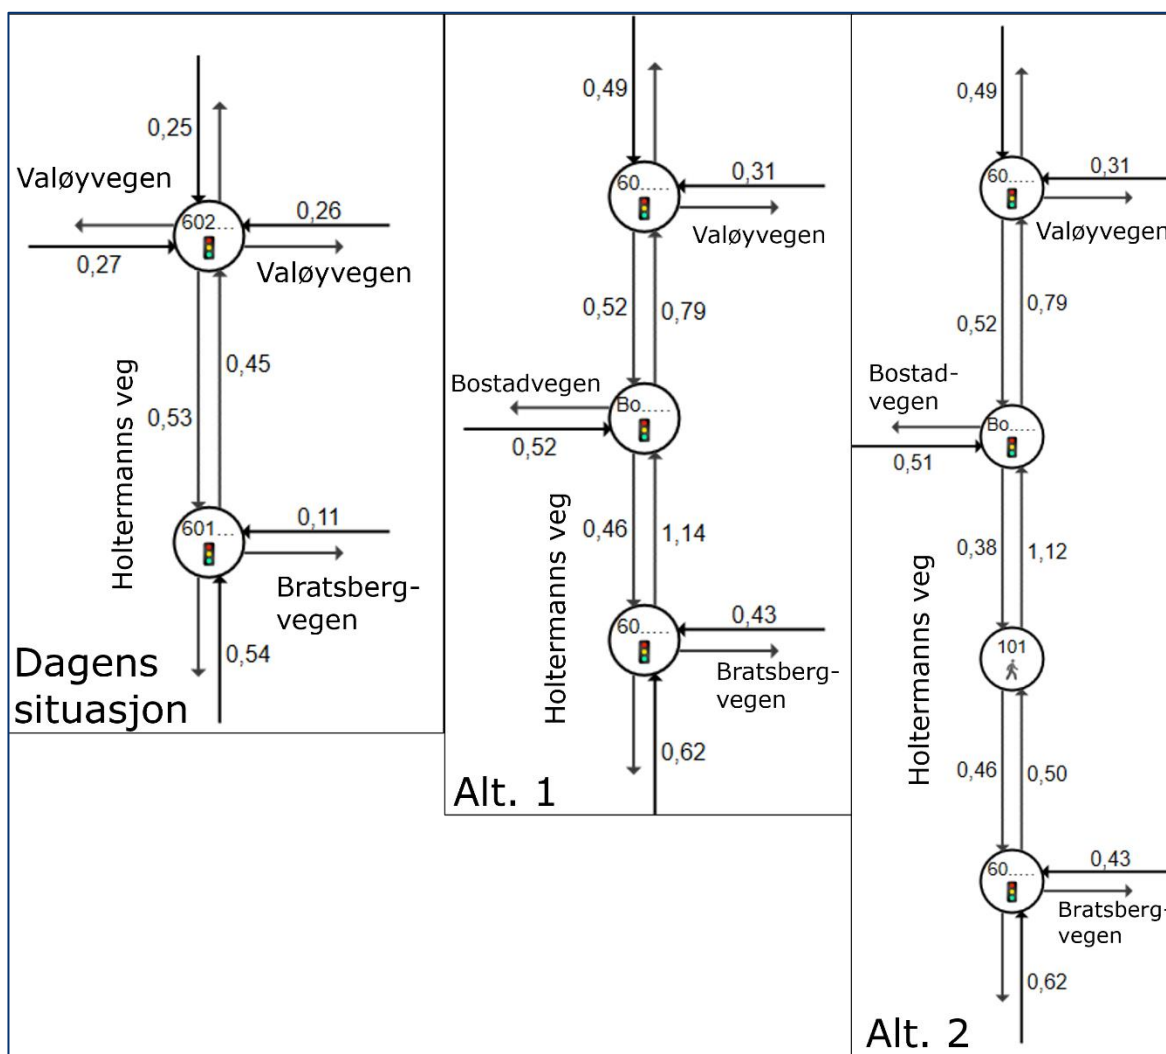 0,25
Valøyvegen
602...
0,26
0,27
Valøyvegen
Holtermanns veg
0,45
0,53
601...
0,11
Bratsberg-
vegen
0,54
Dagens
situasjon
0,49
60.....
0,31
Valøyvegen
0,52
0,79
Bostadvegen
Bo.....
0,52
Holtermanns veg
0,46
1,14
60.....
0,43
Bratsberg-
vegen
0,62
Alt. 1
0,49
60.....
0,31
Valøyvegen
0,79
0,52
Bostad-
vegen
Bo.....
0,51
0,38
1,12
Holtermanns veg
101
0,46
0,50
60.....
0,43
Bratsberg-
vegen
0,62
Alt. 2